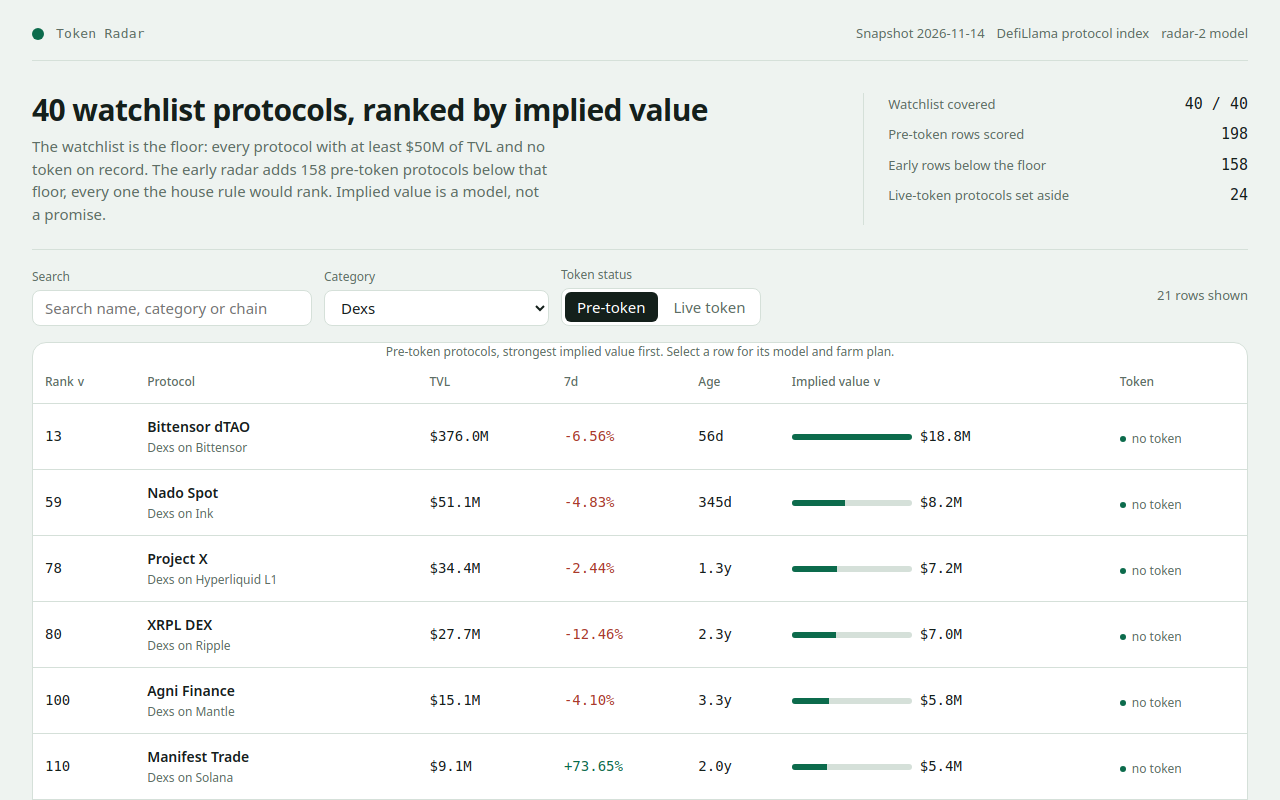 Token Radar
Snapshot 2026-11-14 DefiLlama protocol index radar-2 model
40 watchlist protocols, ranked by implied value
The watchlist is the floor: every protocol with at least $50M of TVL and no
token on record. The early radar adds 158 pre-token protocols below that
floor, every one the house rule would rank. Implied value is a model, not
a promise.
Watchlist covered 40 / 40
Pre-token rows scored 198
Early rows below the floor 158
Live-token protocols set aside 24
Search
Category
Token status
Search name, category or chain
Dexs
Pre-token
Live token
21 rows shown
Pre-token protocols, strongest implied value first. Select a row for its model and farm plan.
Rank v Protocol TVL 7d Age Implied value v Token
13 Bittensor dTAO $376.0M -6.56% 56d $18.8M no token
Dexs on Bittensor
59 Nado Spot $51.1M -4.83% 345d $8.2M no token
Dexs on Ink
78 Project X $34.4M -2.44% 1.3y $7.2M no token
Dexs on Hyperliquid L1
80 XRPL DEX $27.7M -12.46% 2.3y $7.0M no token
Dexs on Ripple
100 Agni Finance $15.1M -4.10% 3.3y $5.8M no token
Dexs on Mantle
110 Manifest Trade $9.1M +73.65% 2.0y $5.4M no token
Dexs on Solana